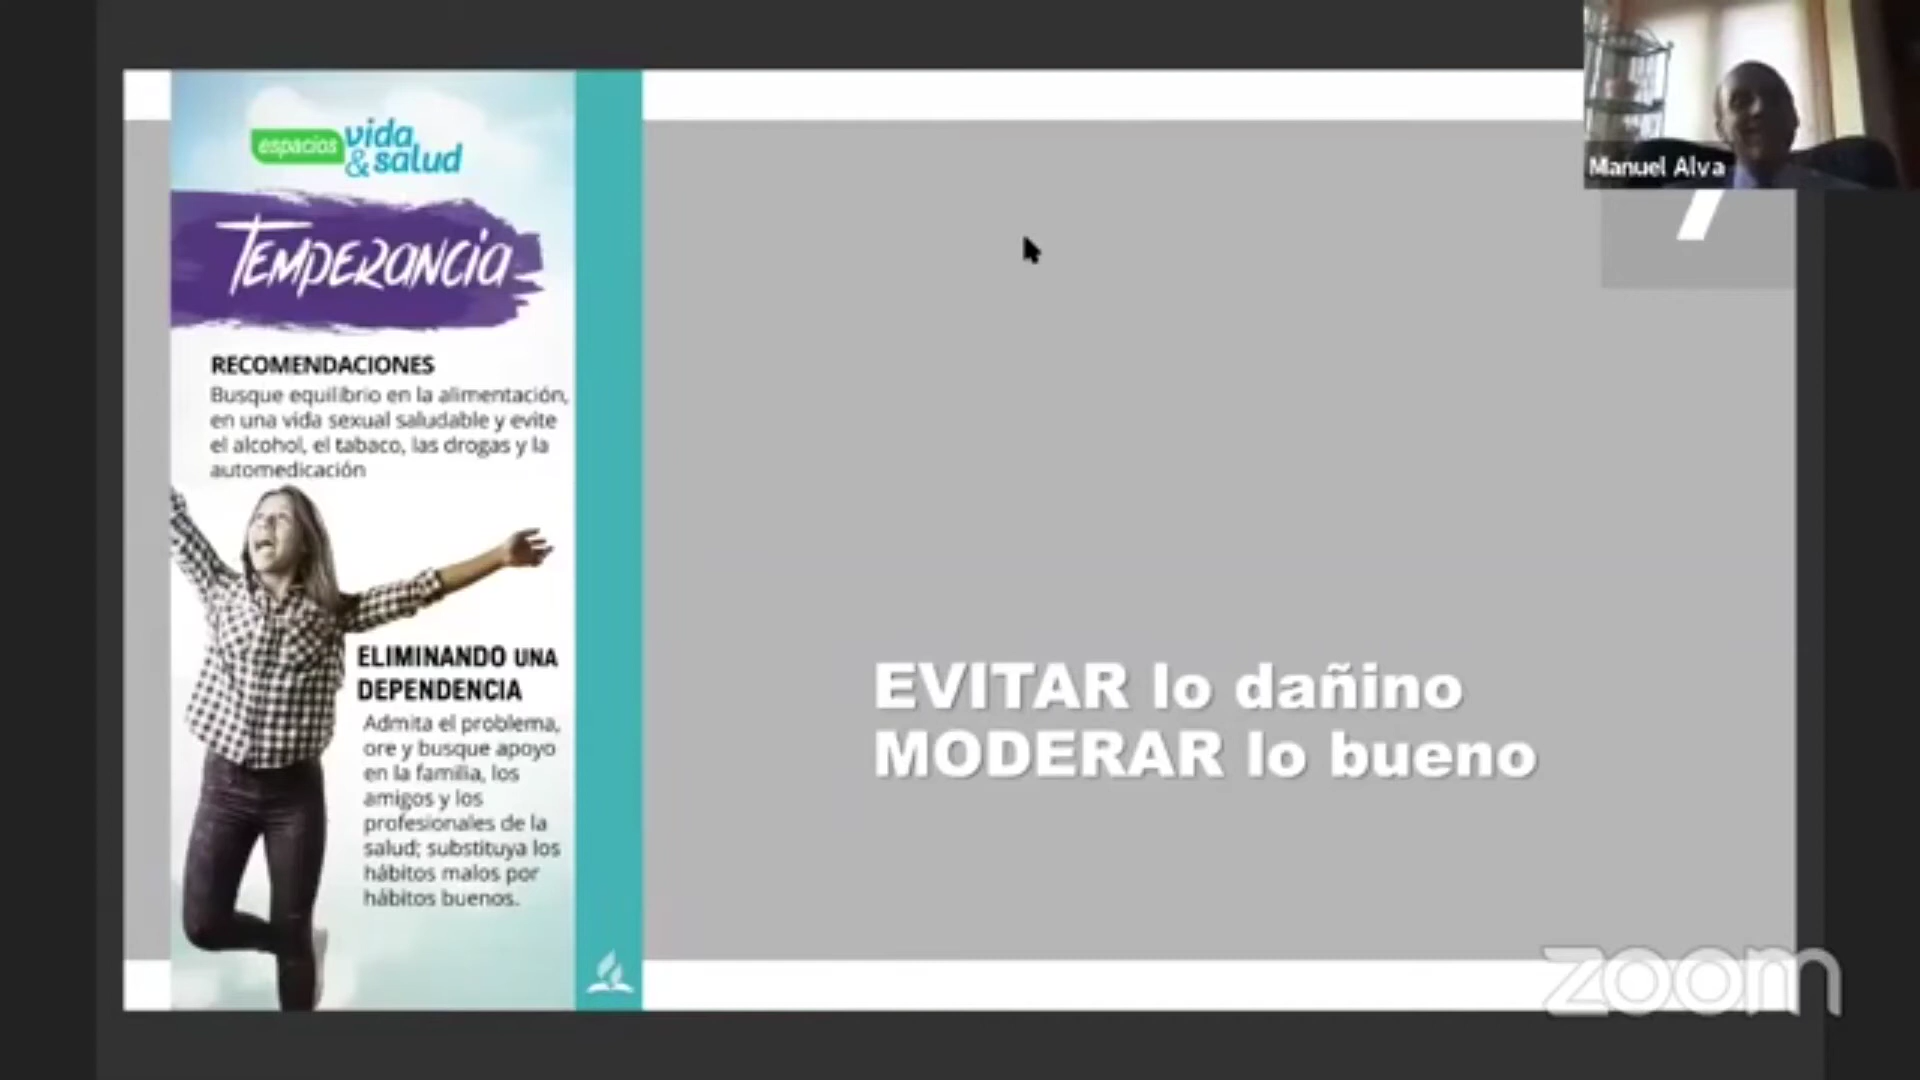 espacios vida
& salud
TEMPERANCIA
RECOMENDACIONES
Busque equilibrio en la alimentación,
en una vida sexual saludable y evite
el alcohol, el tabaco, las drogas y la
automedicación
ELIMINANDO UNA
DEPENDENCIA
Admita el problema,
ore y busque apoyo
en la familia, los
amigos y los
profesionales de la
salud; substituya los
hábitos malos por
hábitos buenos.
EVITAR lo dañino
MODERAR lo bueno
Manuel Alva
zoom